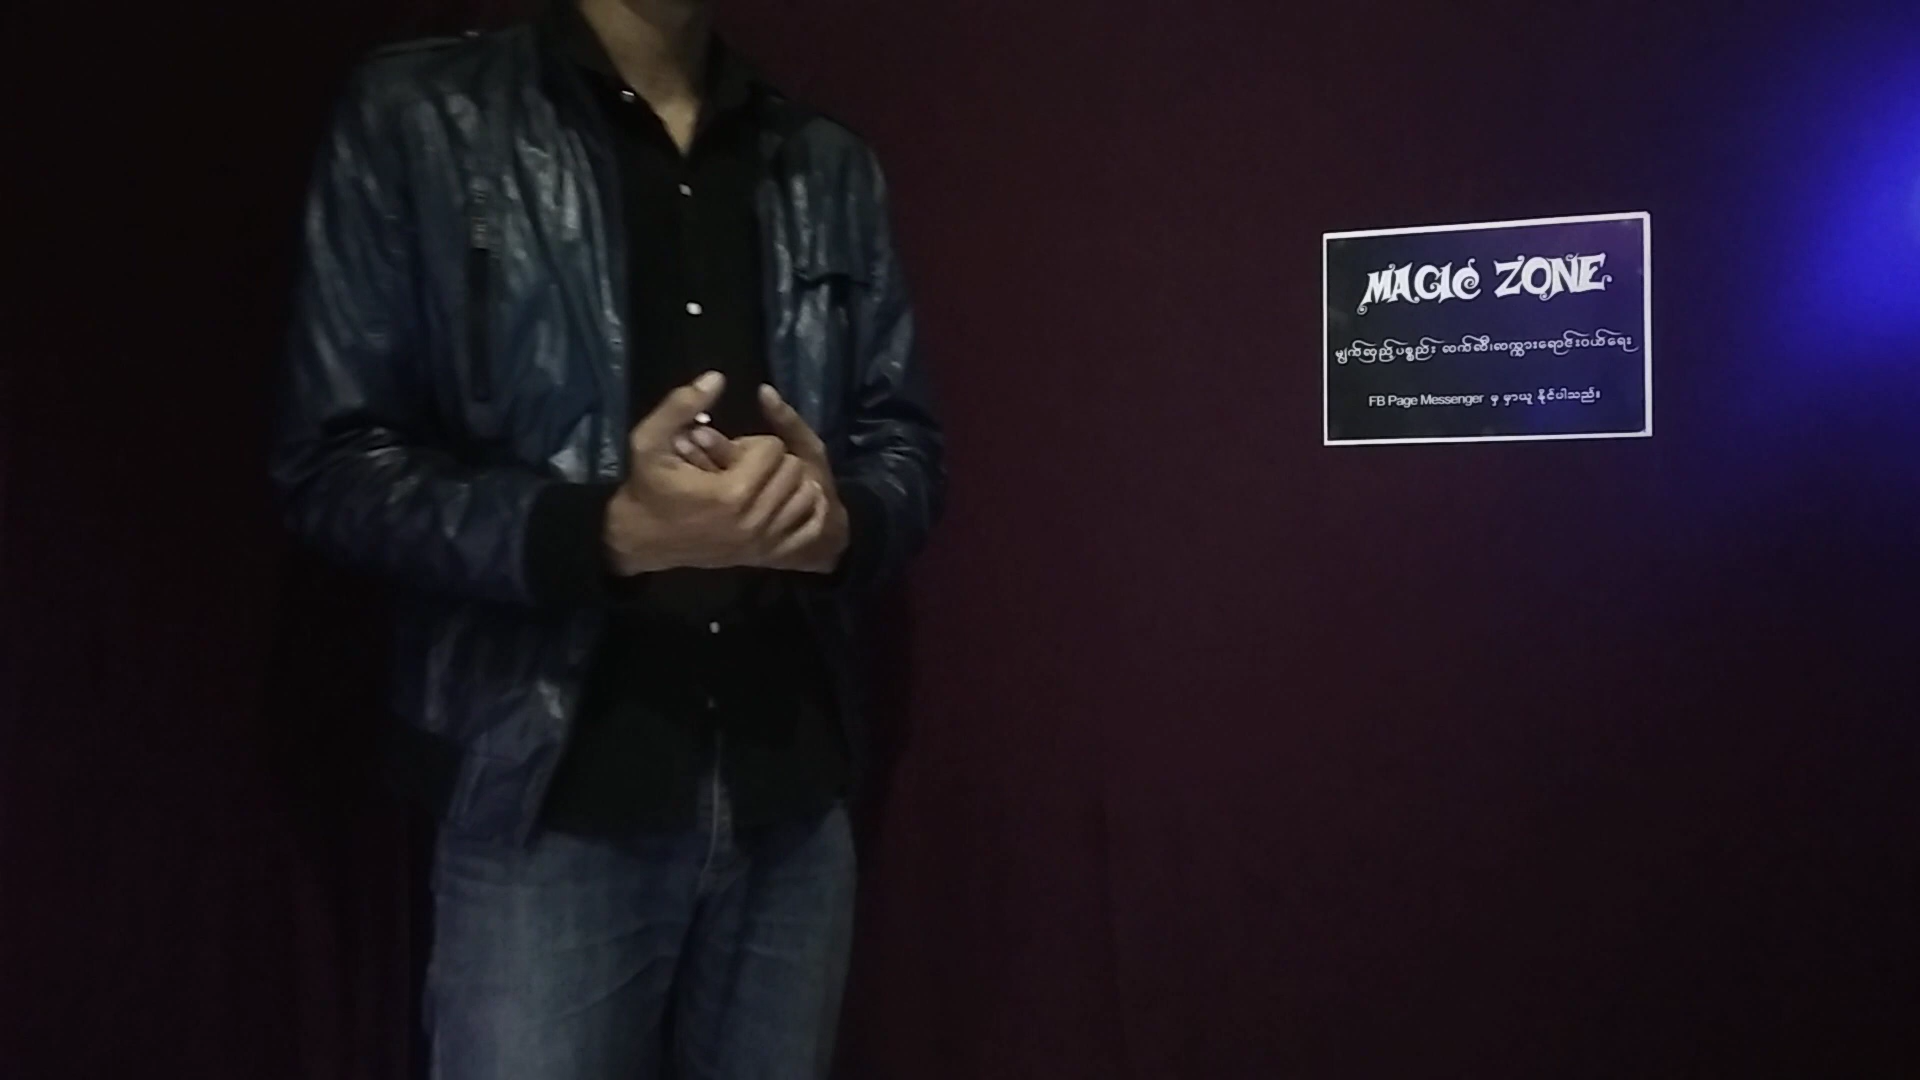 MAGIC ZONE
မျက်လှည့်ပစ္စည်း လက်လီ၊လက္ကားရောင်းဝယ်ရေး
FB Page Messenger မှ မှာယူ နိုင်ပါသည်။